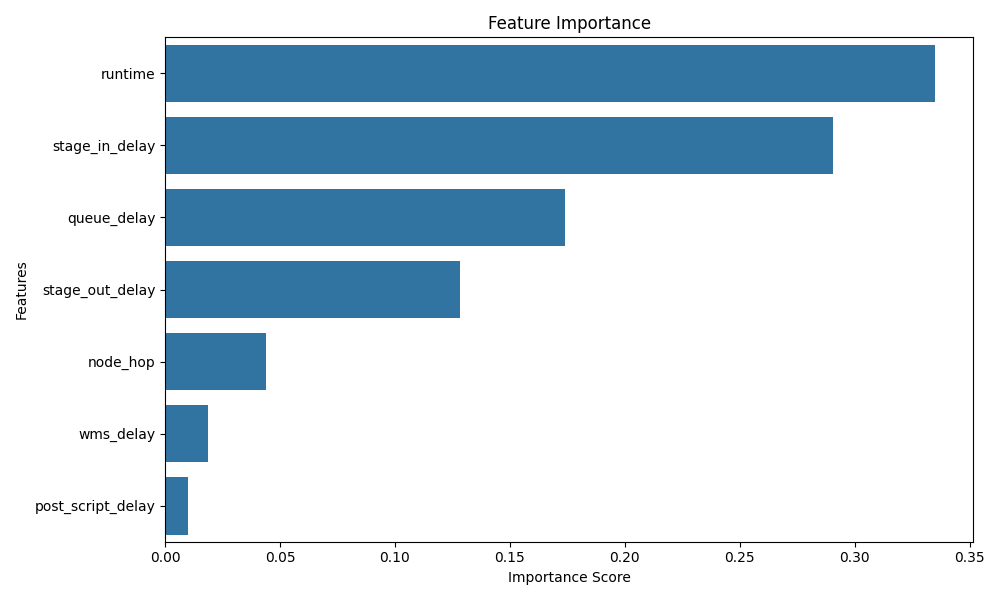 Feature Importance
Features
runtime
stage_in_delay
queue_delay
stage_out_delay
node_hop
wms_delay
post_script_delay
0.00 0.05 0.10 0.15 0.20 0.25 0.30 0.35
Importance Score